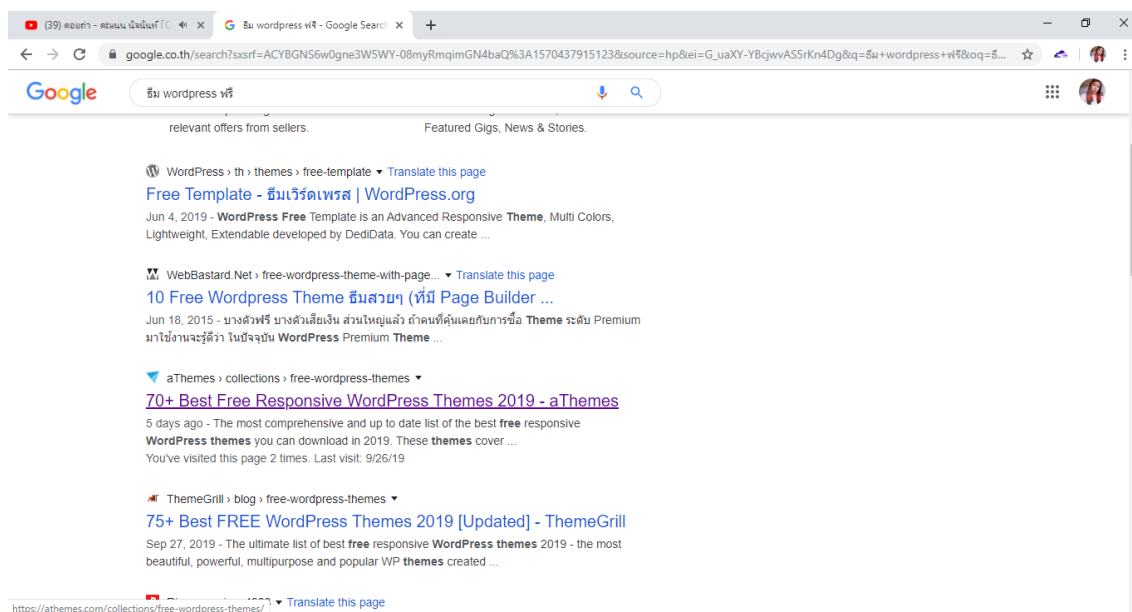 (39) ดอยเต่า -
ธีม wordpress ฟรี - Google Search
google.co.th/search?sxsrf=ACYBGNS6w0gne3W5WY-08myRmqimGN4baQ%3A1570437915123&source=hp&ei=G_uaXY-YBcjwvAS5rKn4Dg&q=ธีม+wordpress+ฟรี&oq=ธี...
Google
ธีม wordpress ฟรี
relevant offers from sellers.
Featured Gigs, News & Stories.
WordPress › th › themes › free-template ▾ Translate this page
Free Template - ธีมเวิร์ดเพรส | WordPress.org
Jun 4, 2019 - WordPress Free Template is an Advanced Responsive Theme, Multi Colors,
Lightweight, Extendable developed by DediData. You can create ...
WebBastard.Net › free-wordpress-theme-with-page... ▾ Translate this page
10 Free Wordpress Theme ธีมสวยๆ (ที่มี Page Builder ...
Jun 18, 2015 - บางตัวฟรี บางตัวเสียเงิน ส่วนใหญ่แล้ว ถ้าคนที่คุ้นเคยกับการซื้อ Theme ระดับ Premium
มาใช้งานจะรู้ดีว่า ในปัจจุบัน WordPress Premium Theme ...
aThemes › collections › free-wordpress-themes ▾
70+ Best Free Responsive WordPress Themes 2019 - aThemes
5 days ago - The most comprehensive and up to date list of the best free responsive
WordPress themes you can download in 2019. These themes cover ...
You've visited this page 2 times. Last visit: 9/26/19
ThemeGrill › blog › free-wordpress-themes ▾
75+ Best FREE WordPress Themes 2019 [Updated] - ThemeGrill
Sep 27, 2019 - The ultimate list of best free responsive WordPress themes 2019 - the most
beautiful, powerful, multipurpose and popular WP themes created ...
▾ Translate this page
https://athemes.com/collections/free-wordpress-themes/